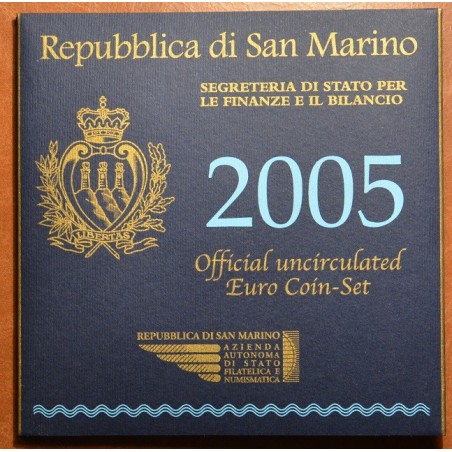 Repubblica di San Marino
SEGRETERIA DI STATO PER
LE FINANZE E IL BILANCIO
LIBERTAS
2005
Official uncirculated
Euro Coin-Set
REPUBBLICA DI SAN MARINO
AZIENDA
AUTONOMA
DI STATO
FILATELICA E
NUMISMATICA